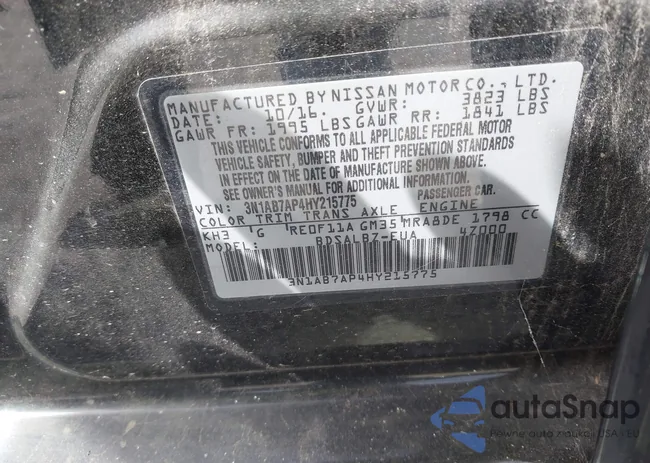 MANUFACTURED BY NISSAN MOTOR CO., LTD.
DATE: 10/16. GVWR: 3823 LBS
GAWR FR: 1995 LBS GAWR RR: 1841 LBS
THIS VEHICLE CONFORMS TO ALL APPLICABLE FEDERAL MOTOR
VEHICLE SAFETY, BUMPER AND THEFT PREVENTION STANDARDS
IN EFFECT ON THE DATE OF MANUFACTURE SHOWN ABOVE.
SEE OWNER'S MANUAL FOR ADDITIONAL INFORMATION.
VIN: 3N1AB7AP4HY215775 PASSENGER CAR.
COLOR TRIM TRANS AXLE ENGINE
KH3 'G 'RE0F11A GM35'MRA8DE 1798 CC
MODEL: BDSALBZ-EUA 47000
3N1AB7AP4HY215775
autoSnap
USA